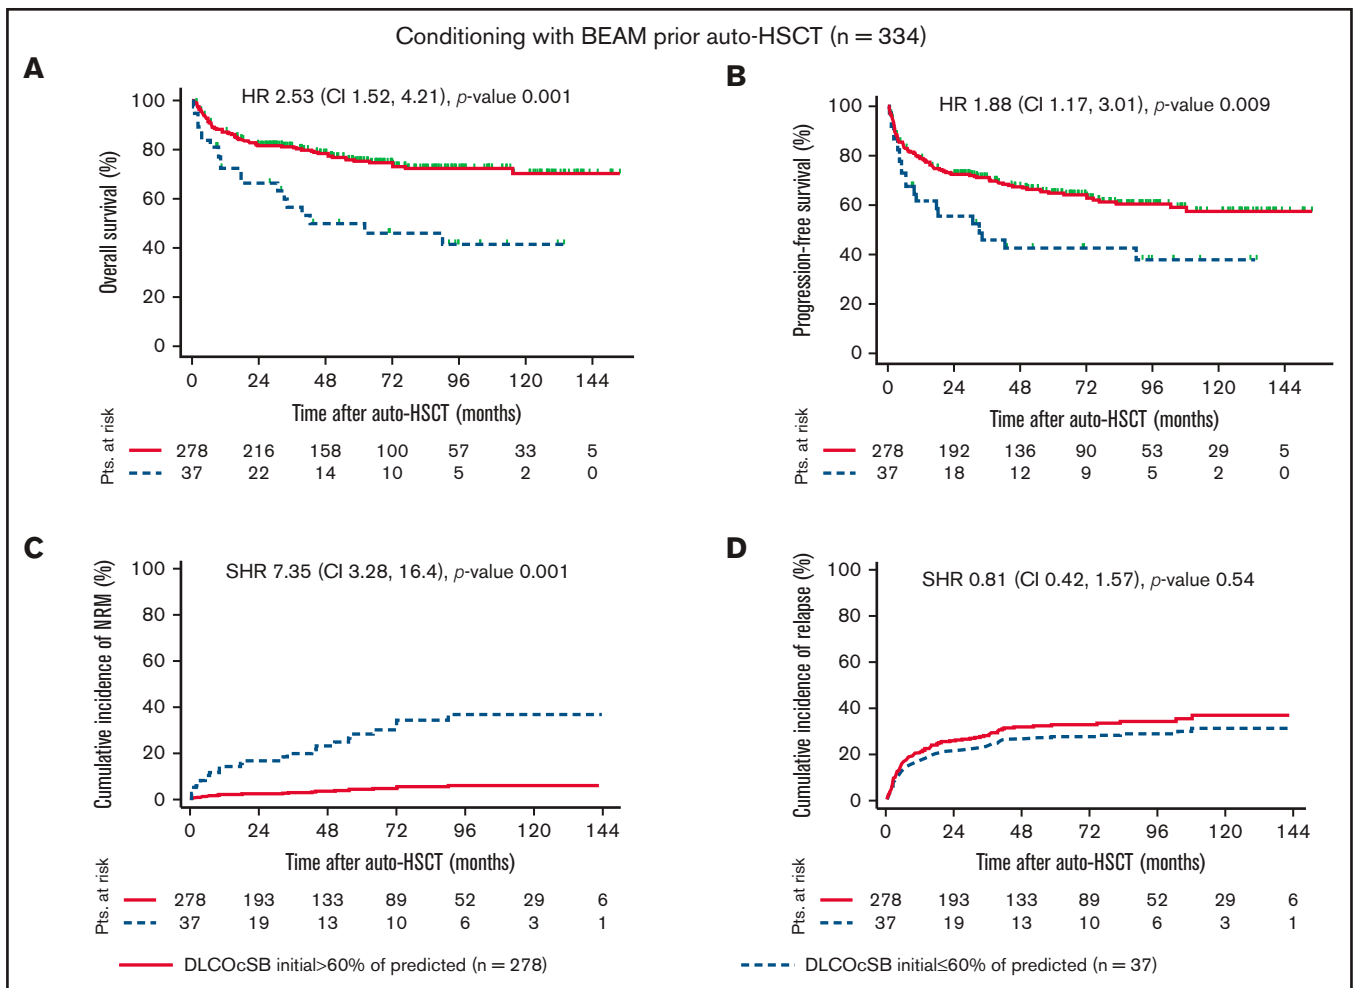 Conditioning with BEAM prior auto-HSCT (n = 334)
A
HR 2.53 (CI 1.52, 4.21), p-value 0.001
Overall survival (%)
100
80
60
40
20
0
0 24 48 72 96 120 144
Time after auto-HSCT (months)
Pts. at risk
278 216 158 100 57 33 5
37 22 14 10 5 2 0
B
HR 1.88 (CI 1.17, 3.01), p-value 0.009
Progression-free survival (%)
100
80
60
40
20
0
0 24 48 72 96 120 144
Time after auto-HSCT (months)
Pts. at risk
278 192 136 90 53 29 5
37 18 12 9 5 2 0
C
SHR 7.35 (CI 3.28, 16.4), p-value 0.001
Cumulative incidence of NRM (%)
100
80
60
40
20
0
0 24 48 72 96 120 144
Time after auto-HSCT (months)
Pts. at risk
278 193 133 89 52 29 6
37 19 13 10 6 3 1
D
SHR 0.81 (CI 0.42, 1.57), p-value 0.54
Cumulative incidence of relapse (%)
100
80
60
40
20
0
0 24 48 72 96 120 144
Time after auto-HSCT (months)
Pts. at risk
278 193 133 89 52 29 6
37 19 13 10 6 3 1
DLCOcSB initial>60% of predicted (n = 278)
DLCOcSB initial≤60% of predicted (n = 37)